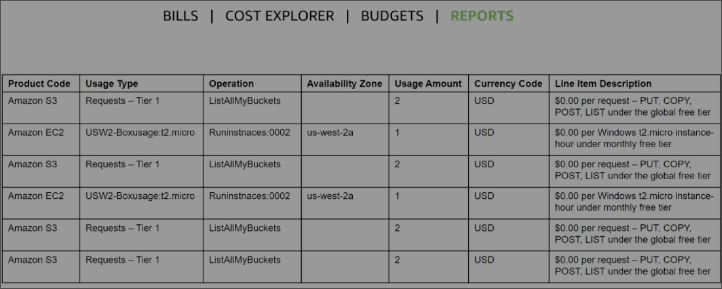 BILLS | COST EXPLORER | BUDGETS | REPORTS
Product Code Usage Type Operation Availability Zone Usage Amount Currency Code Line Item Description
Amazon S3 Requests – Tier 1 ListAllMyBuckets 2 USD $0.00 per request – PUT, COPY,
POST, LIST under the global free tier
Amazon EC2 USW2-Boxusage:t2.micro Runinstnaces:0002 us-west-2a 1 USD $0.00 per Windows t2.micro instance-
hour under monthly free tier
Amazon S3 Requests – Tier 1 ListAllMyBuckets 2 USD $0.00 per request – PUT, COPY,
POST, LIST under the global free tier
Amazon EC2 USW2-Boxusage:t2.micro Runinstnaces:0002 us-west-2a 1 USD $0.00 per Windows t2.micro instance-
hour under monthly free tier
Amazon S3 Requests – Tier 1 ListAllMyBuckets 2 USD $0.00 per request – PUT, COPY,
POST, LIST under the global free tier
Amazon S3 Requests – Tier 1 ListAllMyBuckets 2 USD $0.00 per request – PUT, COPY,
POST, LIST under the global free tier